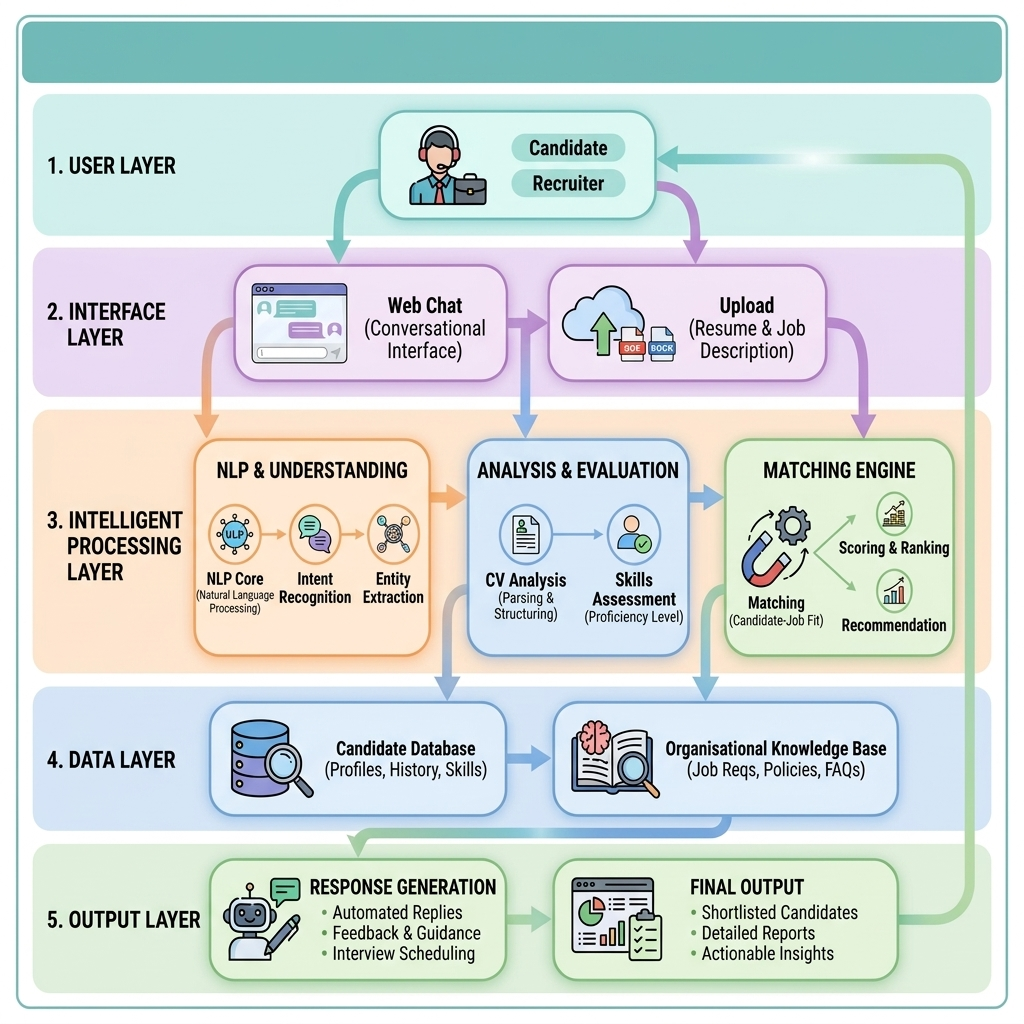 Candidate
Recruiter
1. USER LAYER
2. INTERFACE
LAYER
Web Chat
(Conversational
Interface)
Upload
(Resume & Job
Description)
GOE
BOCK
3. INTELLIGENT
PROCESSING
LAYER
NLP & UNDERSTANDING
ULP
NLP Core
(Natural Language
Processing)
Intent
Recognition
Entity
Extraction
ANALYSIS & EVALUATION
CV Analysis
(Parsing &
Structuring)
Skills
Assessment
(Proficiency Level)
MATCHING ENGINE
Matching
(Candidate-Job Fit)
Scoring & Ranking
Recommendation
4. DATA LAYER
Candidate Database
(Profiles, History, Skills)
Organisational Knowledge Base
(Job Reqs, Policies, FAQs)
5. OUTPUT LAYER
RESPONSE GENERATION
• Automated Replies
• Feedback & Guidance
• Interview Scheduling
FINAL OUTPUT
• Shortlisted Candidates
• Detailed Reports
• Actionable Insights